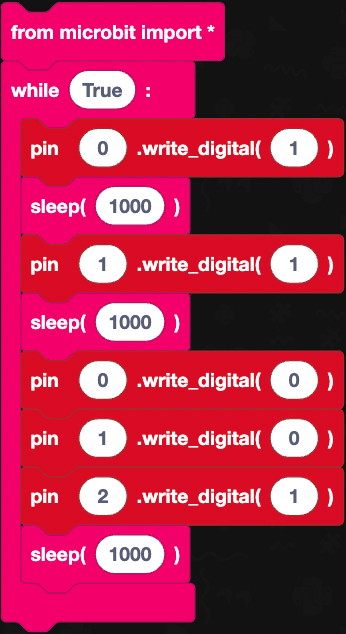 from microbit import *
while True :
pin 0 .write_digital( 1 )
sleep( 1000 )
pin 1 .write_digital( 1 )
sleep( 1000 )
pin 0 .write_digital( 0 )
pin 1 .write_digital( 0 )
pin 2 .write_digital( 1 )
sleep( 1000 )